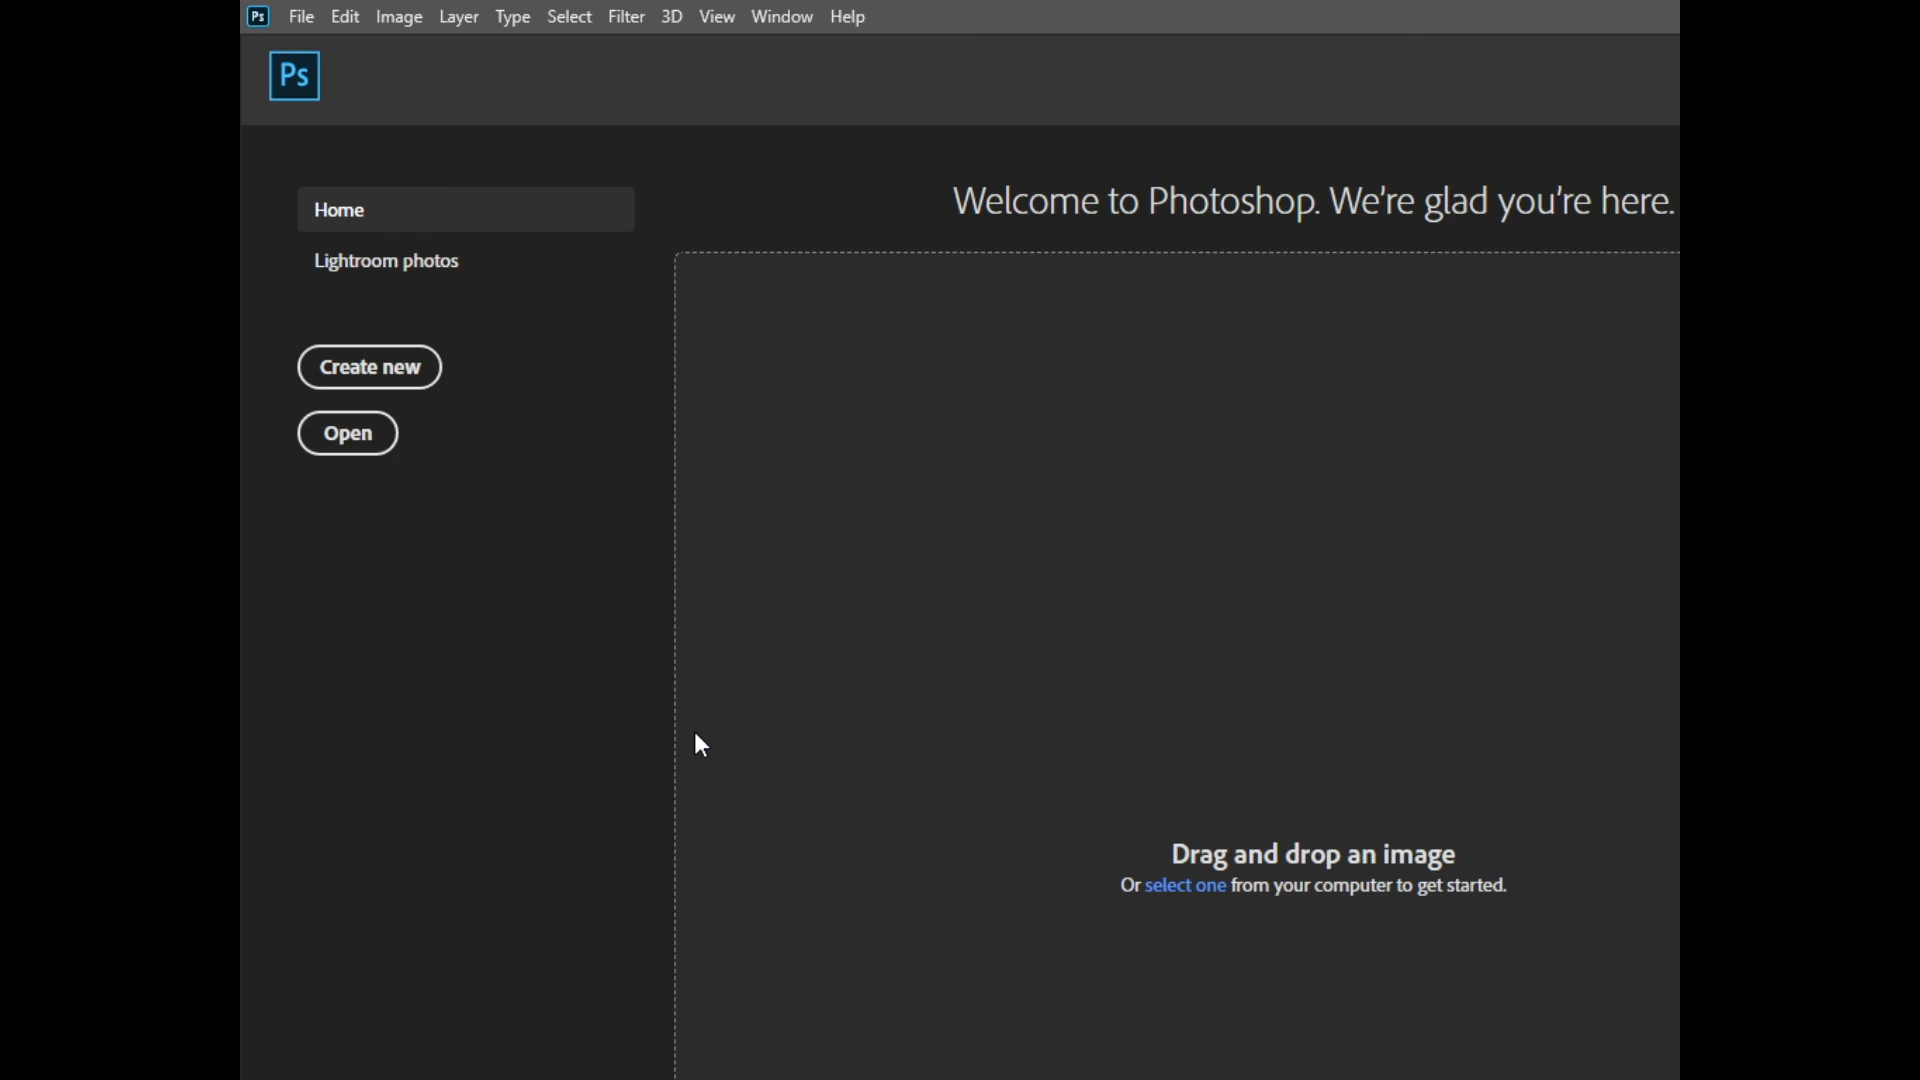 Ps File Edit Image Layer Type Select Filter 3D View Window Help
Ps
Home
Lightroom photos
Create new
Open
Welcome to Photoshop. We're glad you're here.
Drag and drop an image
Or select one from your computer to get started.